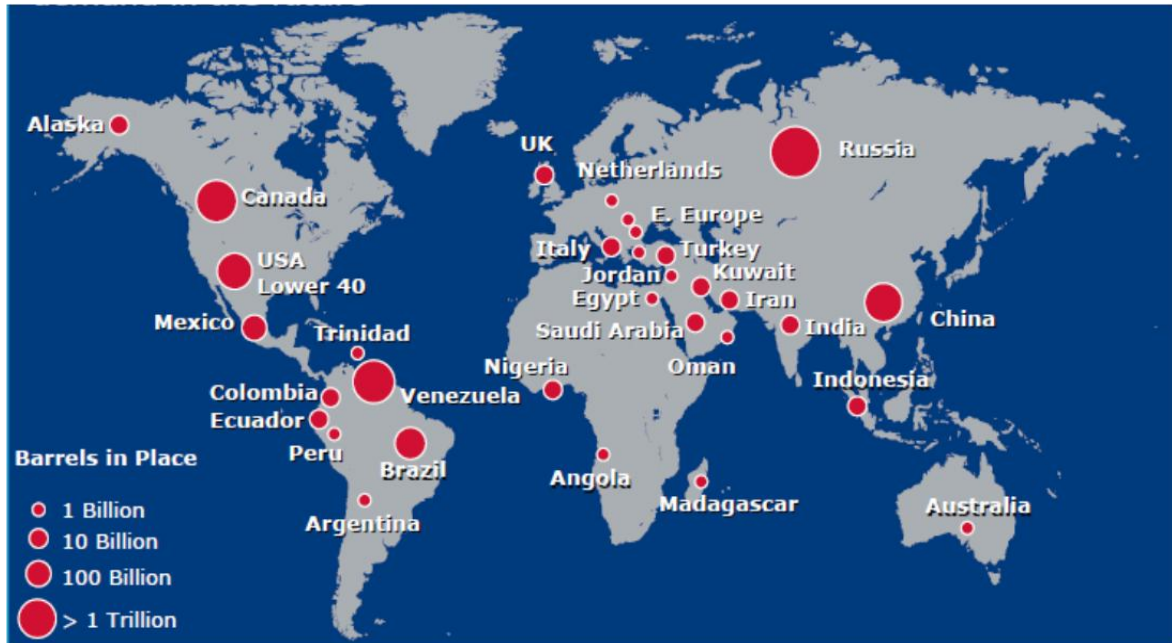 Alaska
Canada
USA
Lower 40
Mexico
Trinidad
Colombia
Venezuela
Ecuador
Peru
Brazil
Argentina
UK
Netherlands
E. Europe
Italy
Turkey
Jordan
Kuwait
Egypt
Iran
Saudi Arabia
Oman
Nigeria
Angola
Madagascar
Russia
China
India
Indonesia
Australia
Barrels in Place
1 Billion
10 Billion
100 Billion
> 1 Trillion